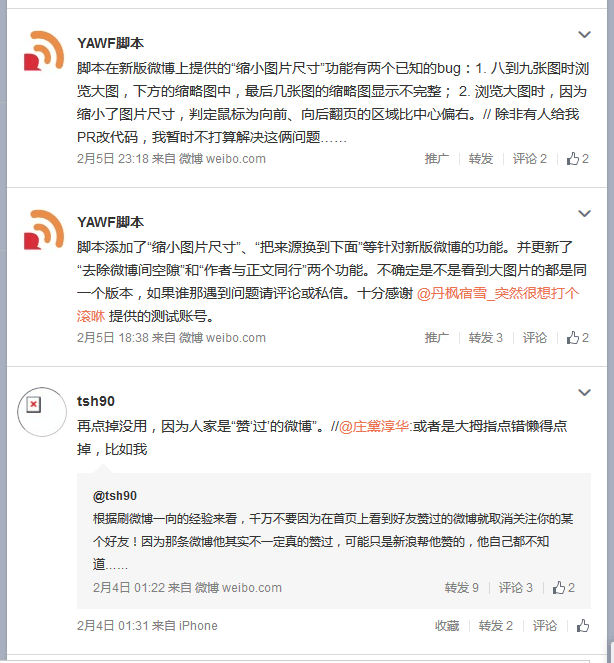 YAWF脚本
脚本在新版微博上提供的“缩小图片尺寸”功能有两个已知的bug：1. 八到九张图时浏
览大图，下方的缩略图中，最后几张图的缩略图显示不完整； 2. 浏览大图时，因为
缩小了图片尺寸，判定鼠标为向前、向后翻页的区域比中心偏右。// 除非有人给我
PR改代码，我暂时不打算解决这俩问题……
2月5日 23:18 来自 微博 weibo.com 推广 转发 评论 2 2
YAWF脚本
脚本添加了“缩小图片尺寸”、“把来源换到下面”等针对新版微博的功能。并更新了
“去除微博间空隙”和“作者与正文同行”两个功能。不确定是不是看到大图片的都是同
一个版本，如果谁那遇到问题请评论或私信。十分感谢 @丹枫宿雪_突然很想打个
滚咻 提供的测试账号。
2月5日 18:38 来自 微博 weibo.com 推广 转发 3 评论 2
tsh90
再点掉没用，因为人家是“赞‘过’的微博”。//@庄黛淳华:或者是大拇指点错懒得点
掉，比如我
@tsh90
根据刷微博一向的经验来看，千万不要因为在首页上看到好友赞过的微博就取消关注你的某
个好友！因为那条微博他其实不一定真的赞过，可能只是新浪帮他赞的，他自己都不知
道……
2月4日 01:22 来自 微博 weibo.com 转发 9 评论 3 2
2月4日 01:31 来自 iPhone 收藏 转发 2 评论